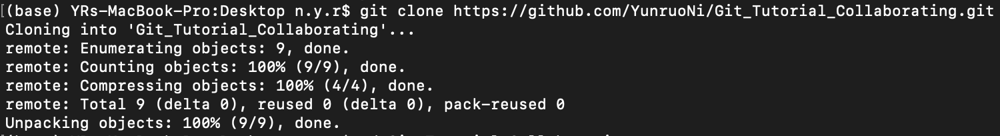 (base) YRs-MacBook-Pro:Desktop n.y.r$ git clone https://github.com/YunruoNi/Git_Tutorial_Collaborating.git
Cloning into 'Git_Tutorial_Collaborating'...
remote: Enumerating objects: 9, done.
remote: Counting objects: 100% (9/9), done.
remote: Compressing objects: 100% (4/4), done.
remote: Total 9 (delta 0), reused 0 (delta 0), pack-reused 0
Unpacking objects: 100% (9/9), done.